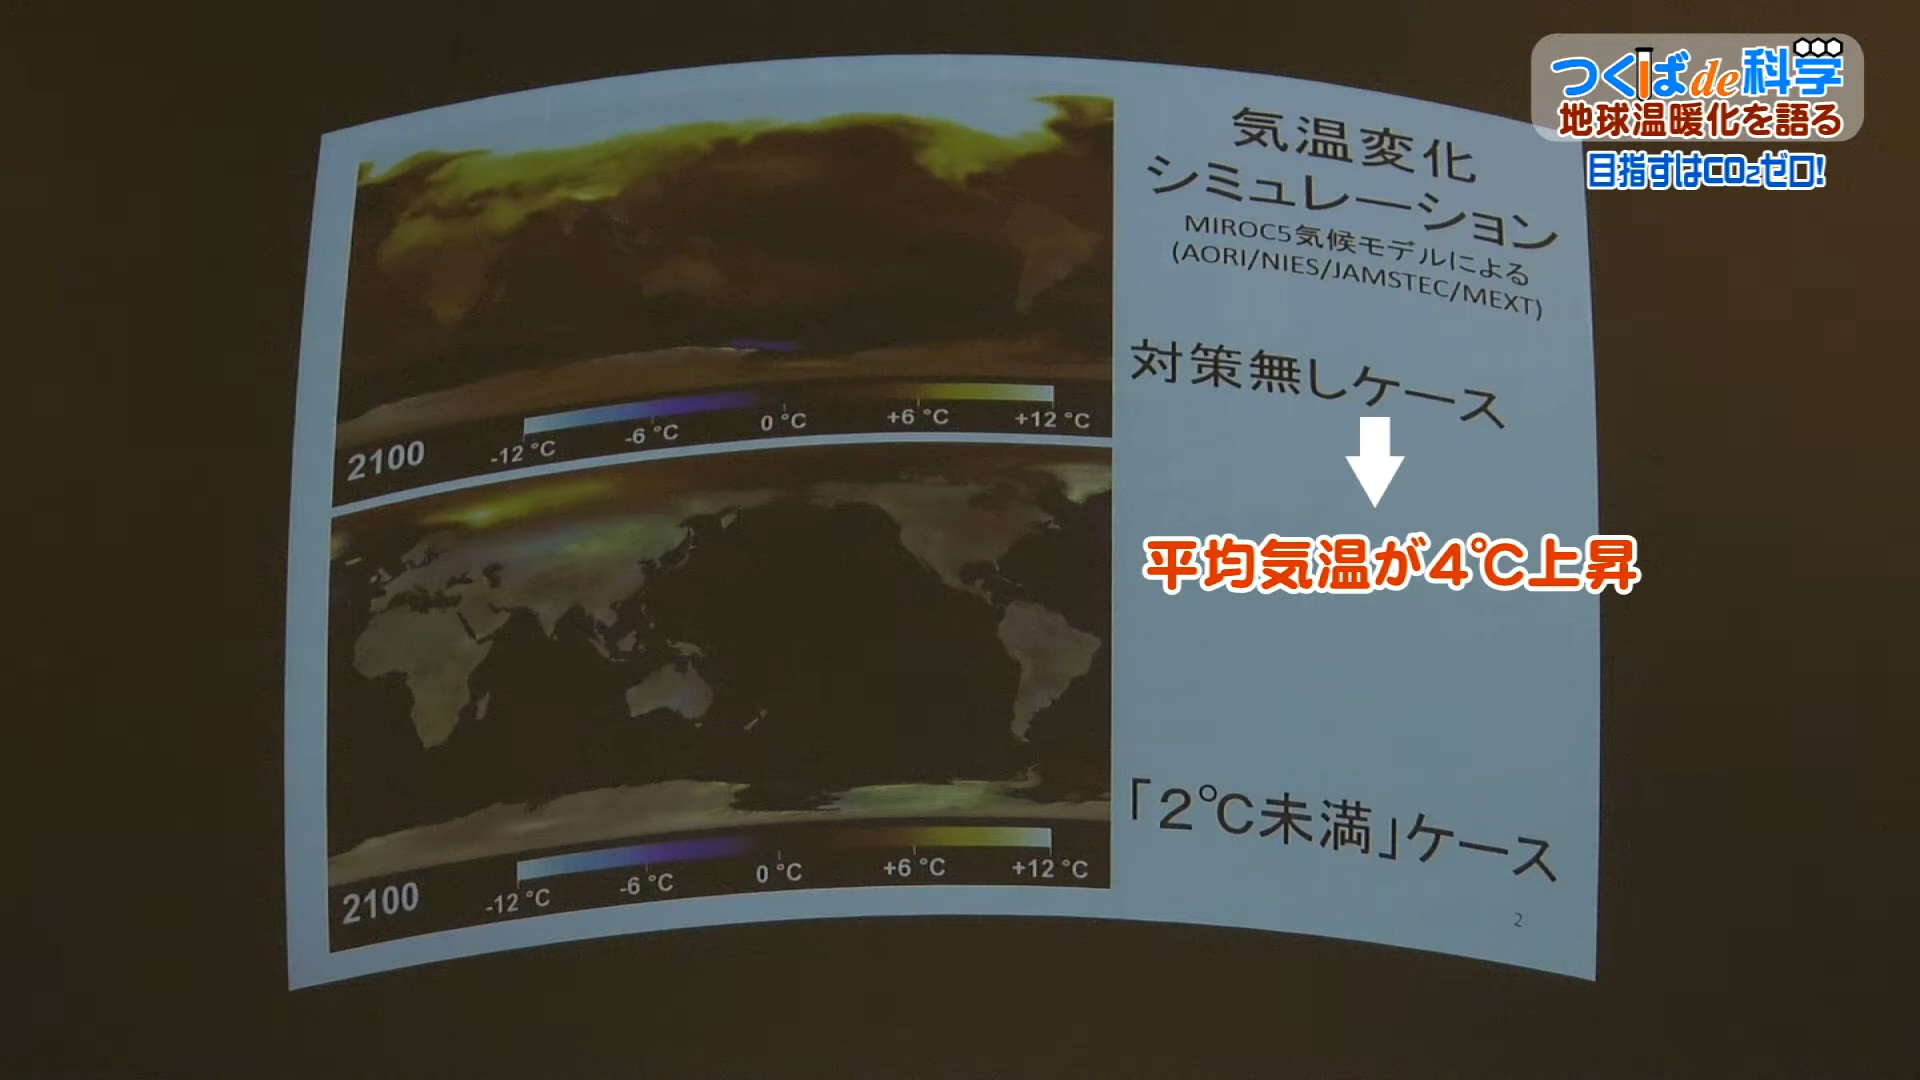 つくばde科学
地球温暖化を語る
目指すはCO₂ゼロ!
気温変化
シミュレーション
MIROC5気候モデルによる
(AORI/NIES/JAMSTEC/MEXT)
対策無しケース
平均気温が4℃上昇
「2℃未満」ケース
2
2100
-12 °C
-6 °C
0 °C
+6 °C
+12 °C
2100
-12 °C
-6 °C
0 °C
+6 °C
+12 °C